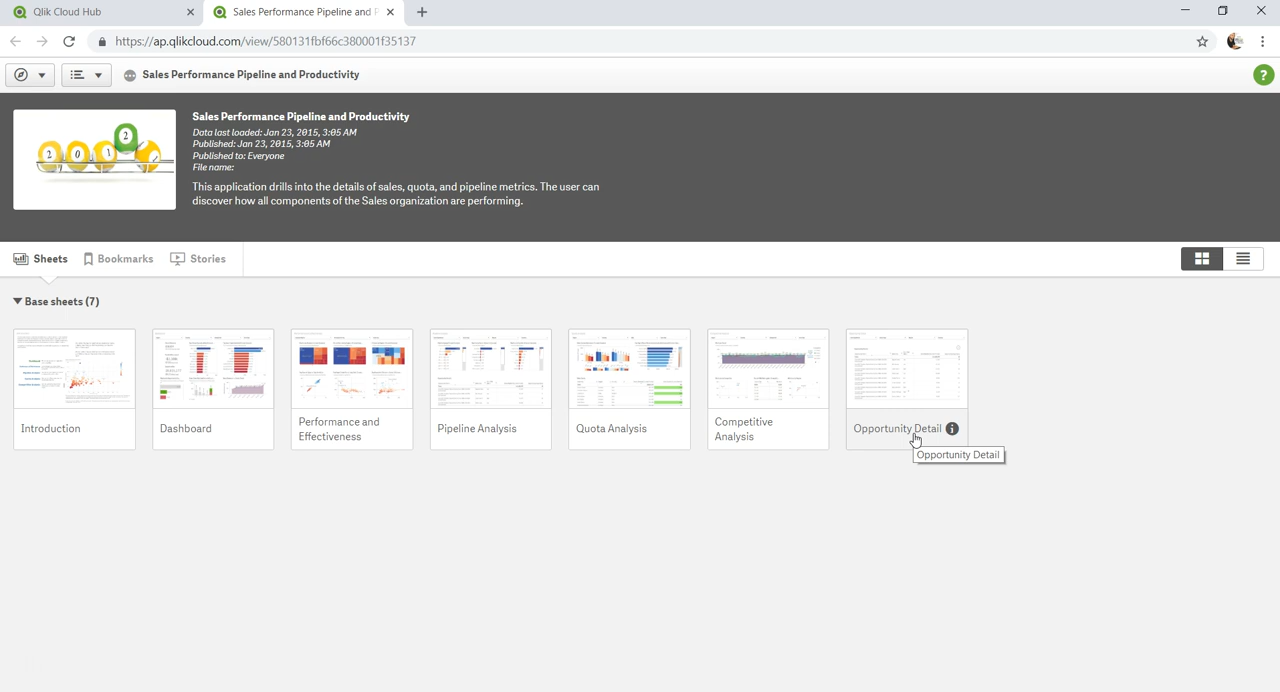 Qlik Cloud Hub
Sales Performance Pipeline and P
https://ap.qlikcloud.com/view/580131fbf66c380001f35137
Sales Performance Pipeline and Productivity
?
2 0 1 2
Sales Performance Pipeline and Productivity
Data last loaded: Jan 23, 2015, 3:05 AM
Published: Jan 23, 2015, 3:05 AM
Published to: Everyone
File name:
This application drills into the details of sales, quota, and pipeline metrics. The user can
discover how all components of the Sales organization are performing.
Sheets
Bookmarks
Stories
Base sheets (7)
Introduction
Dashboard
Performance and
Effectiveness
Pipeline Analysis
Quota Analysis
Competitive
Analysis
Opportunity Detail
Opportunity Detail